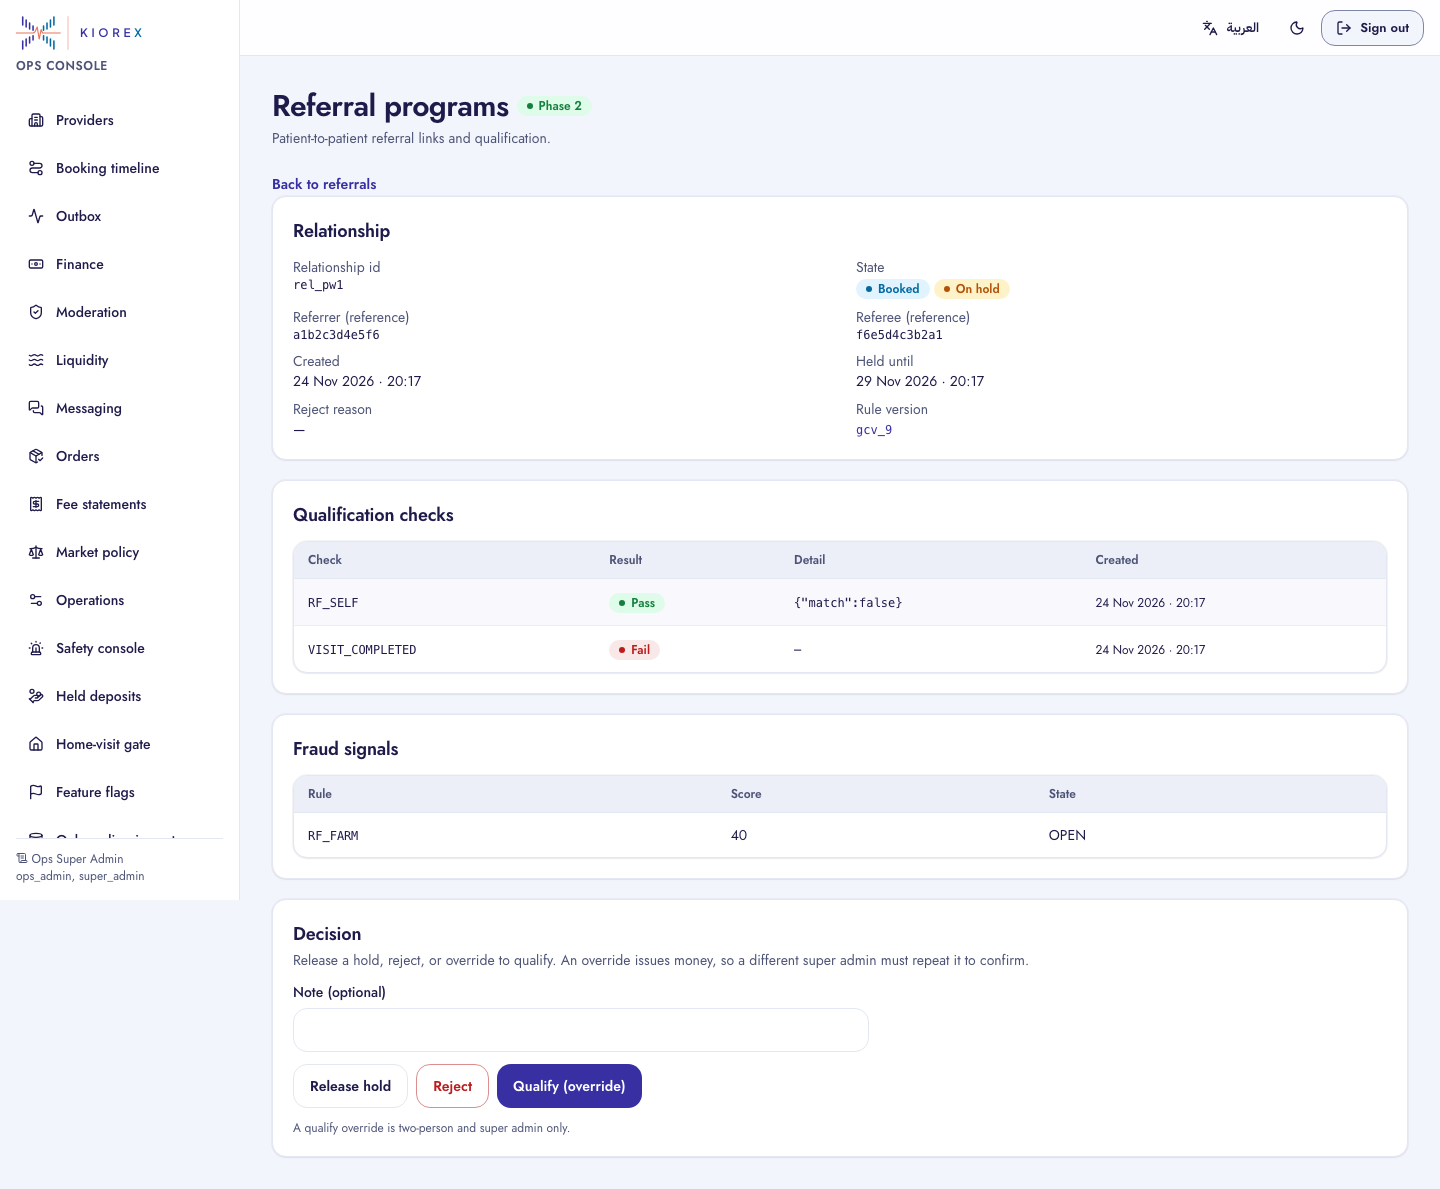 KIOREX
OPS CONSOLE
العربية
Sign out
Providers
Booking timeline
Outbox
Finance
Moderation
Liquidity
Messaging
Orders
Fee statements
Market policy
Operations
Safety console
Held deposits
Home-visit gate
Feature flags
Ops Super Admin
ops_admin, super_admin
Referral programs
Phase 2
Patient-to-patient referral links and qualification.
Back to referrals
Relationship
Relationship id
rel_pw1
State
Booked
On hold
Referrer (reference)
a1b2c3d4e5f6
Referee (reference)
f6e5d4c3b2a1
Created
24 Nov 2026 · 20:17
Held until
29 Nov 2026 · 20:17
Reject reason
—
Rule version
gcv_9
Qualification checks
Check Result Detail Created
RF_SELF Pass {"match":false} 24 Nov 2026 · 20:17
VISIT_COMPLETED Fail — 24 Nov 2026 · 20:17
Fraud signals
Rule Score State
RF_FARM 40 OPEN
Decision
Release a hold, reject, or override to qualify. An override issues money, so a different super admin must repeat it to confirm.
Note (optional)
Release hold
Reject
Qualify (override)
A qualify override is two-person and super admin only.